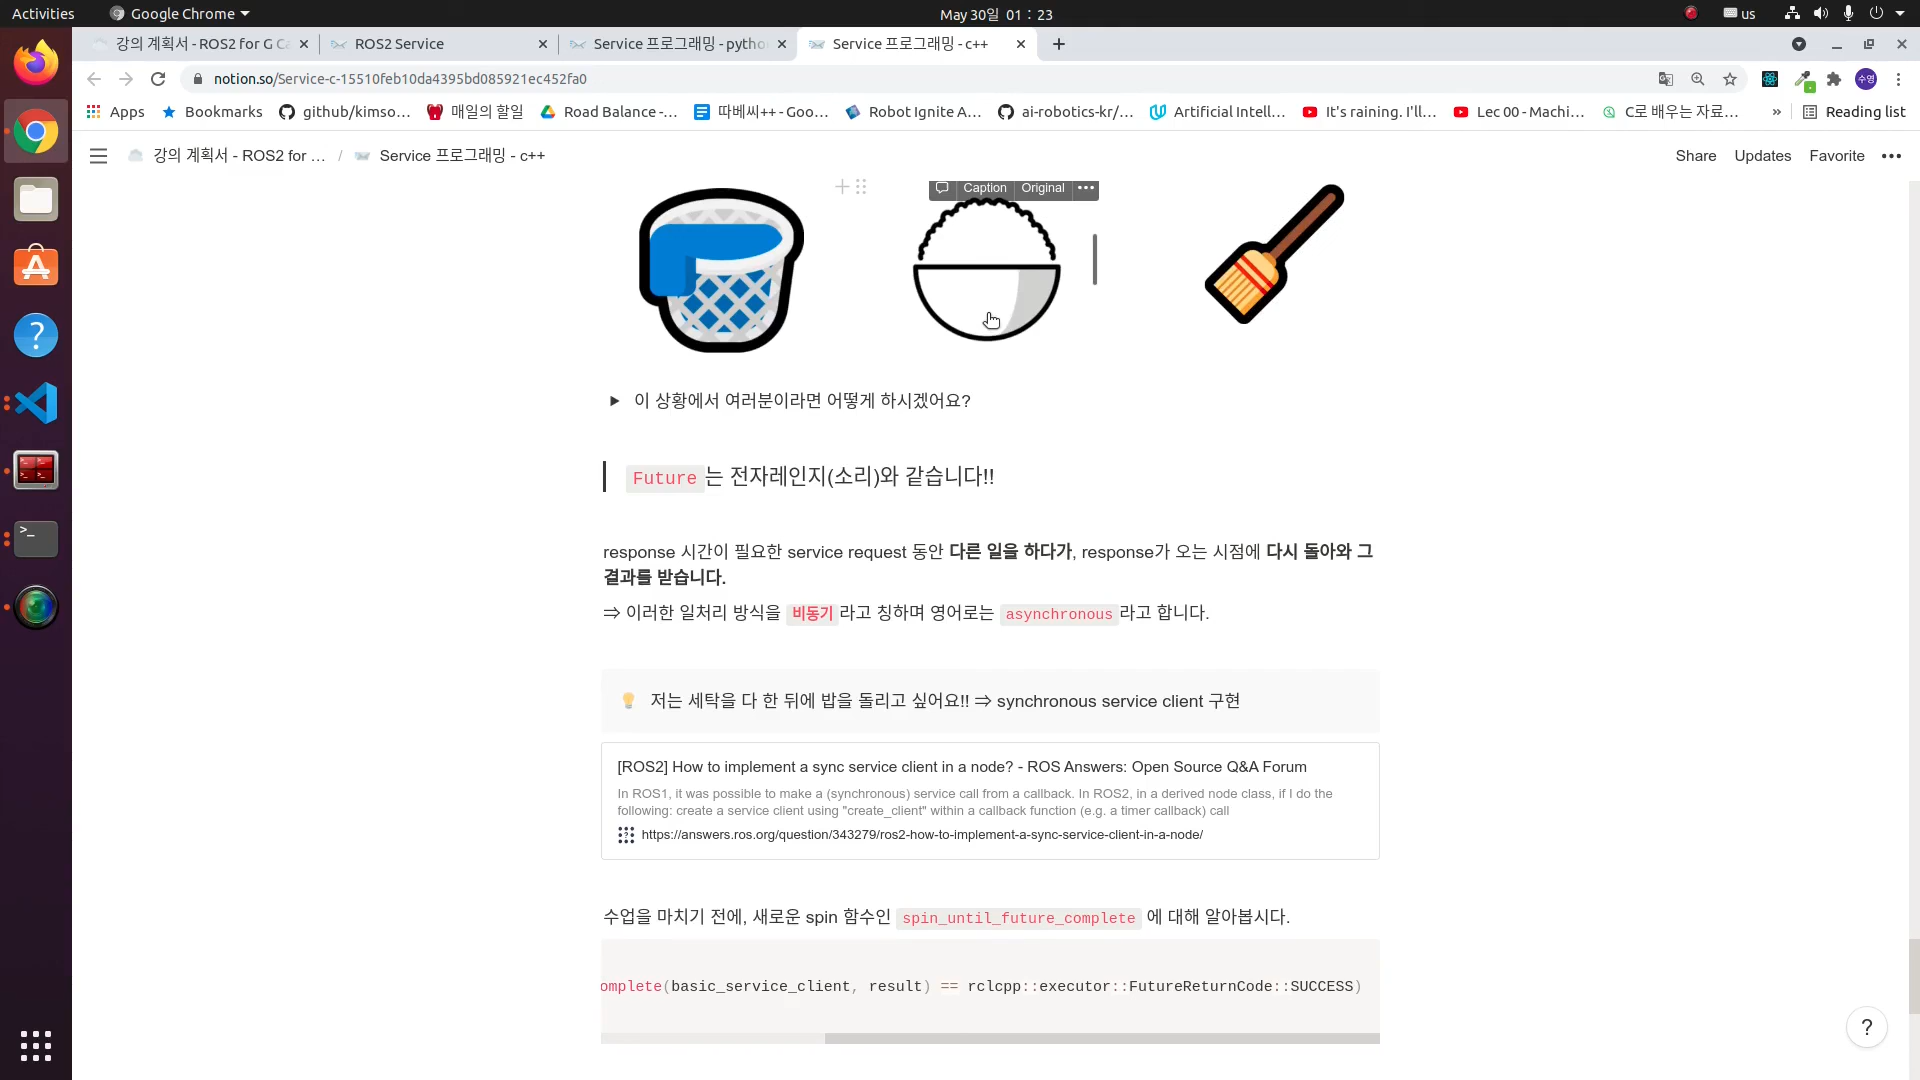 Activities
Google Chrome
May 30일 01 : 23
us
강의 계획서 - ROS2 for G Ca
ROS2 Service
Service 프로그래밍 - pytho
Service 프로그래밍 - c++
notion.so/Service-c-15510feb10da4395bd085921ec452fa0
수영
Apps
Bookmarks
github/kimso...
매일의 할일
Road Balance -...
따베씨++ - Goo...
Robot Ignite A...
ai-robotics-kr/...
Artificial Intell...
It's raining. I'll...
Lec 00 - Machi...
C로 배우는 자료...
»
Reading list
강의 계획서 - ROS2 for ... / Service 프로그래밍 - c++
Share
Updates
Favorite
Caption
Original
이 상황에서 여러분이라면 어떻게 하시겠어요?
Future는 전자레인지(소리)와 같습니다!!
response 시간이 필요한 service request 동안 다른 일을 하다가, response가 오는 시점에 다시 돌아와 그
결과를 받습니다.
⇒ 이러한 일처리 방식을 비동기 라고 칭하며 영어로는 asynchronous 라고 합니다.
저는 세탁을 다 한 뒤에 밥을 돌리고 싶어요!! ⇒ synchronous service client 구현
[ROS2] How to implement a sync service client in a node? - ROS Answers: Open Source Q&A Forum
In ROS1, it was possible to make a (synchronous) service call from a callback. In ROS2, in a derived node class, if I do the
following: create a service client using "create_client" within a callback function (e.g. a timer callback) call
https://answers.ros.org/question/343279/ros2-how-to-implement-a-sync-service-client-in-a-node/
수업을 마치기 전에, 새로운 spin 함수인 spin_until_future_complete 에 대해 알아봅시다.
omplete(basic_service_client, result) == rclcpp::executor::FutureReturnCode::SUCCESS)
?